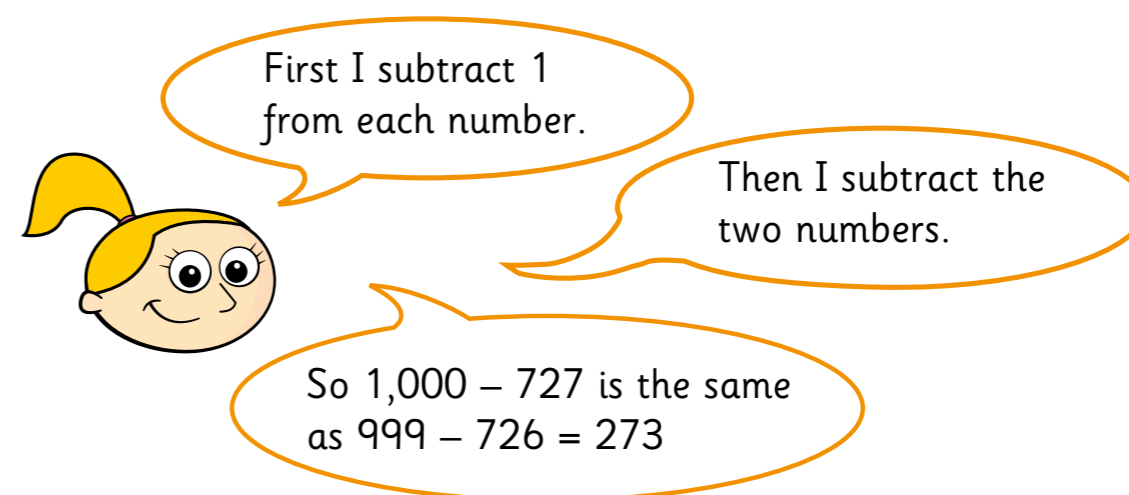 First I subtract 1
from each number.
Then I subtract the
two numbers.
So 1,000 – 727 is the same
as 999 – 726 = 273